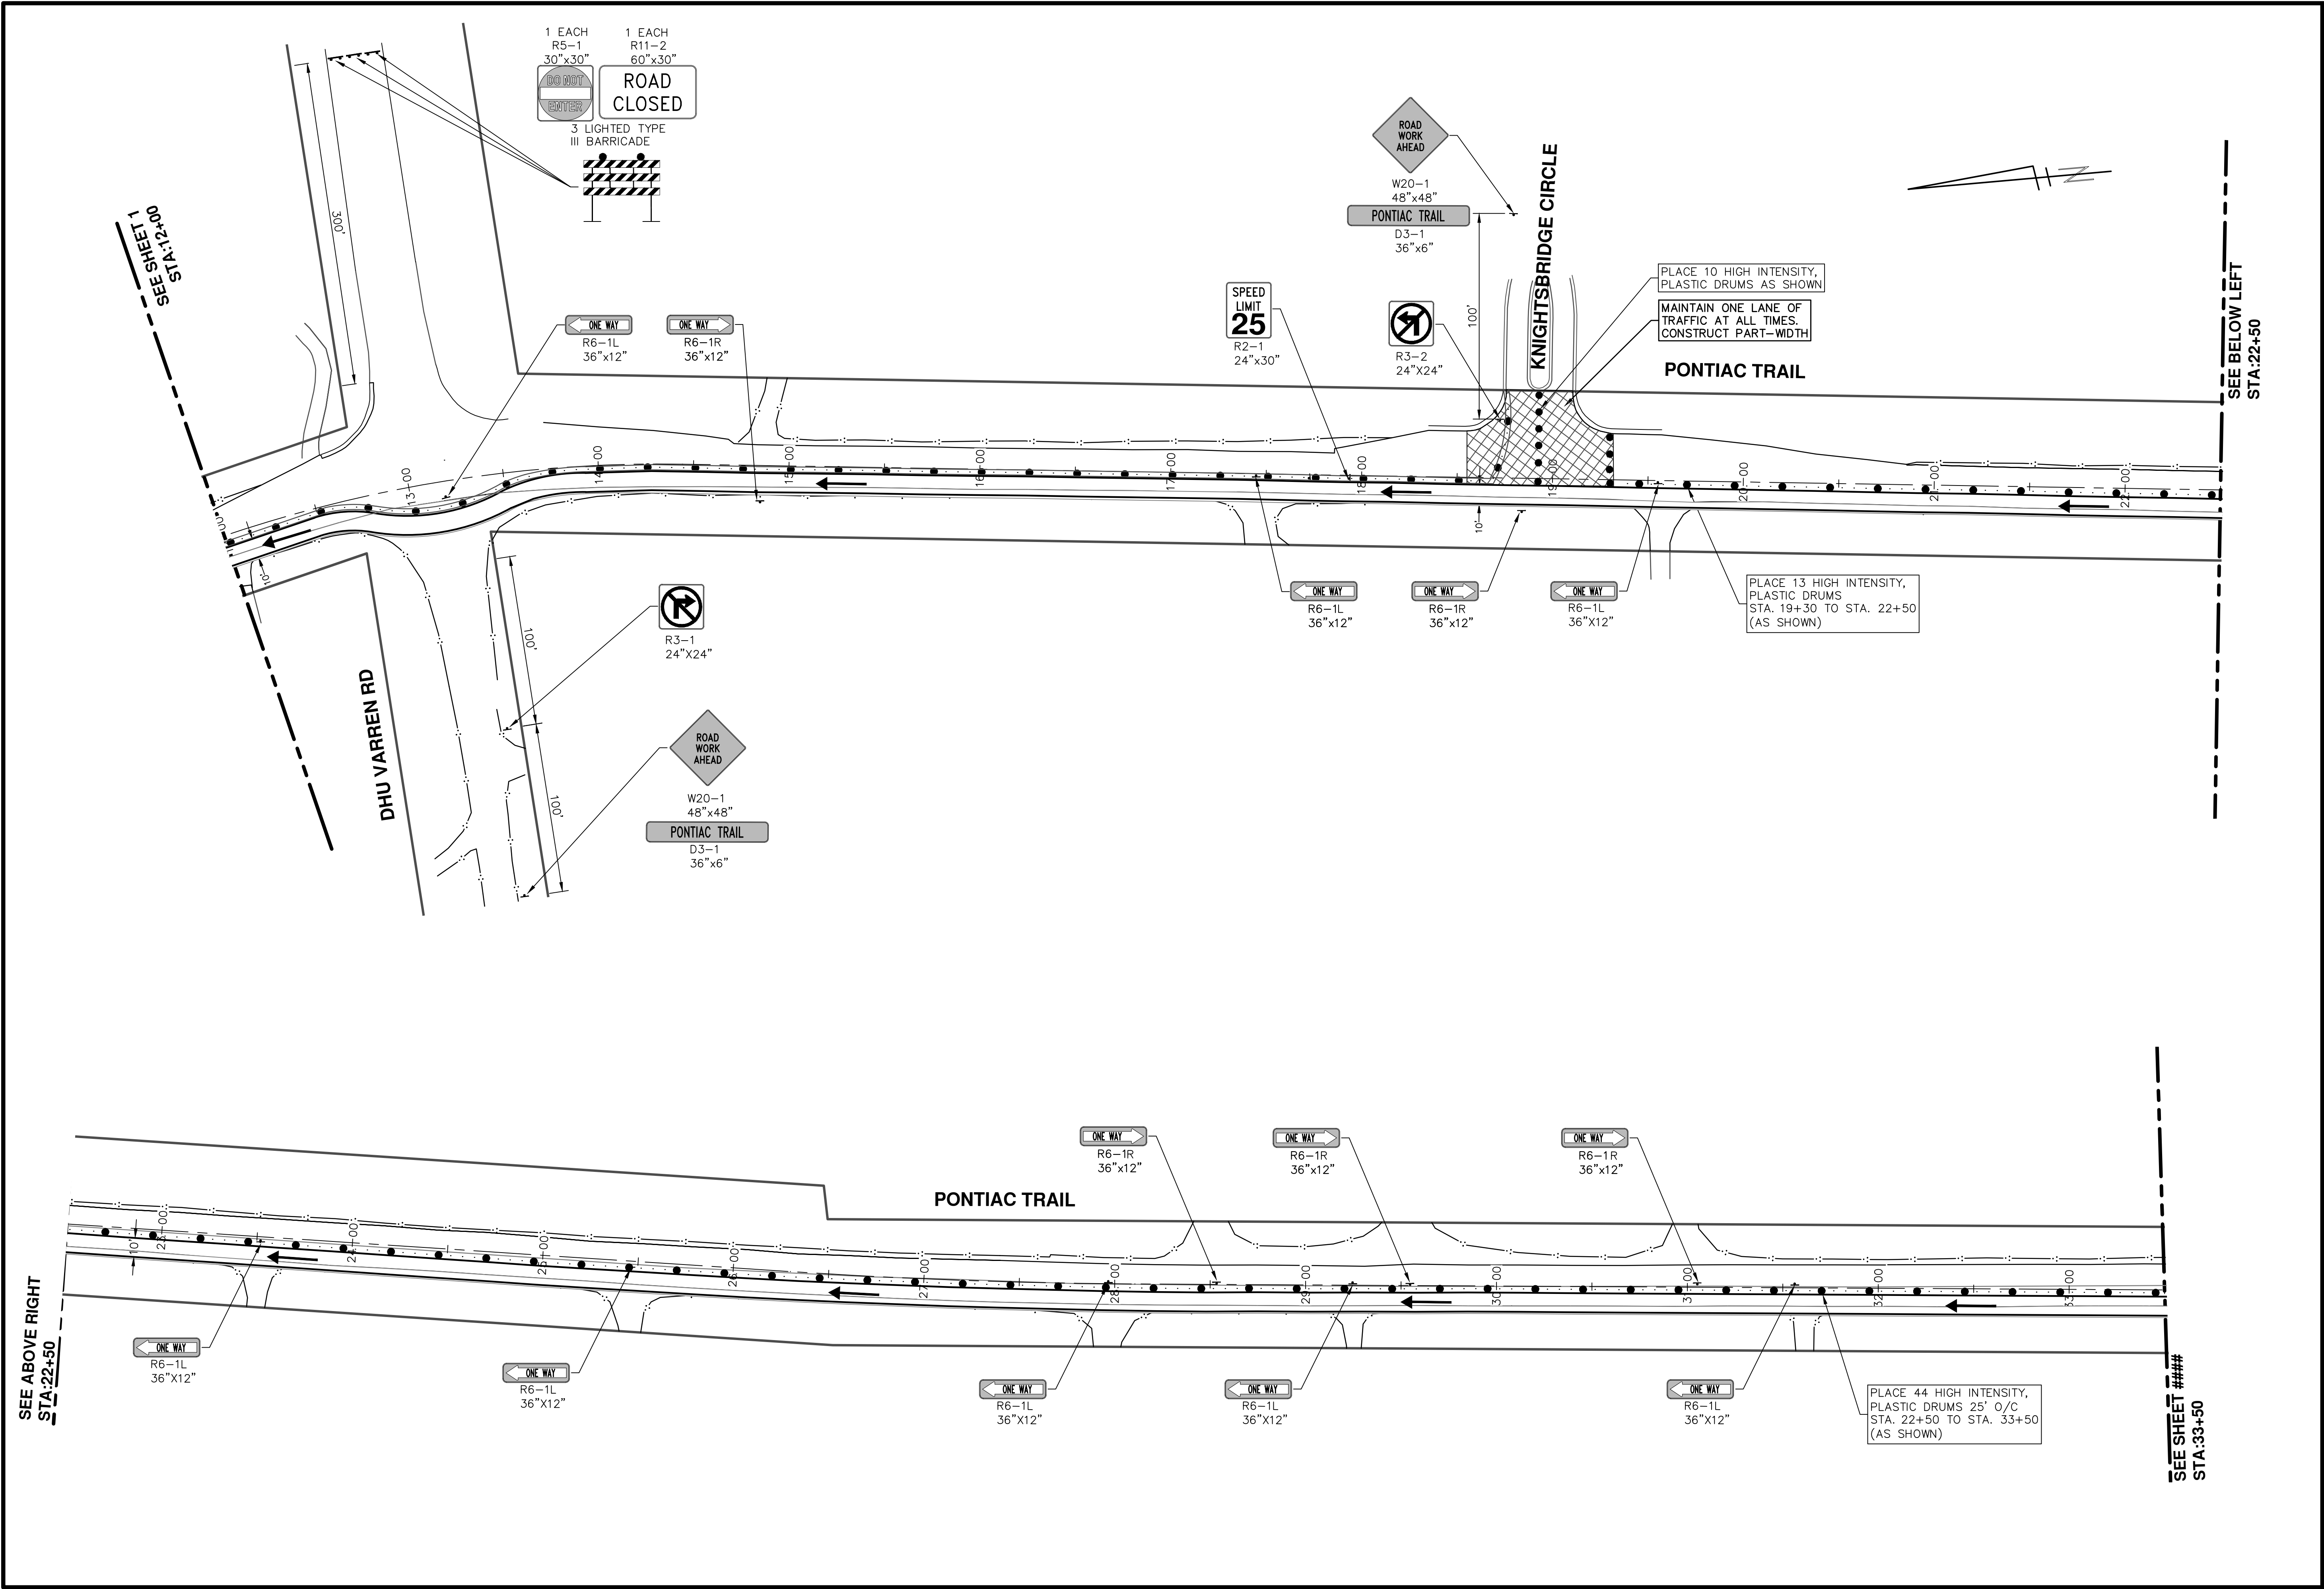 1 EACH
R5-1
30"x30"
1 EACH
R11-2
60"x30"
DO NOT
ENTER
ROAD
CLOSED
3 LIGHTED TYPE
III BARRICADE
300'
SEE SHEET 1
STA:12+00
ONE WAY
R6-1L
36"x12"
ONE WAY
R6-1R
36"x12"
ROAD
WORK
AHEAD
W20-1
48"x48"
PONTIAC TRAIL
D3-1
36"x6"
KNIGHTSBRIDGE CIRCLE
100'
SPEED
LIMIT
25
R2-1
24"x30"
R3-2
24"X24"
PLACE 10 HIGH INTENSITY,
PLASTIC DRUMS AS SHOWN
MAINTAIN ONE LANE OF
TRAFFIC AT ALL TIMES.
CONSTRUCT PART-WIDTH
PONTIAC TRAIL
N
SEE BELOW LEFT
STA:22+50
13+00
14+00
15+00
16+00
17+00
18+00
19+00
20+00
21+00
22+00
10'
10'
ONE WAY
R6-1L
36"x12"
ONE WAY
R6-1R
36"x12"
ONE WAY
R6-1L
36"X12"
PLACE 13 HIGH INTENSITY,
PLASTIC DRUMS
STA. 19+30 TO STA. 22+50
(AS SHOWN)
R3-1
24"X24"
100'
100'
DHU VARREN RD
ROAD
WORK
AHEAD
W20-1
48"x48"
PONTIAC TRAIL
D3-1
36"x6"
ONE WAY
R6-1R
36"x12"
ONE WAY
R6-1R
36"x12"
ONE WAY
R6-1R
36"x12"
PONTIAC TRAIL
10'
23+00
24+00
25+00
26+00
27+00
28+00
29+00
30+00
31+00
32+00
33+00
SEE ABOVE RIGHT
STA:22+50
ONE WAY
R6-1L
36"X12"
ONE WAY
R6-1L
36"X12"
ONE WAY
R6-1L
36"X12"
ONE WAY
R6-1L
36"X12"
ONE WAY
R6-1L
36"X12"
PLACE 44 HIGH INTENSITY,
PLASTIC DRUMS 25' O/C
STA. 22+50 TO STA. 33+50
(AS SHOWN)
SEE SHEET ####
STA:33+50